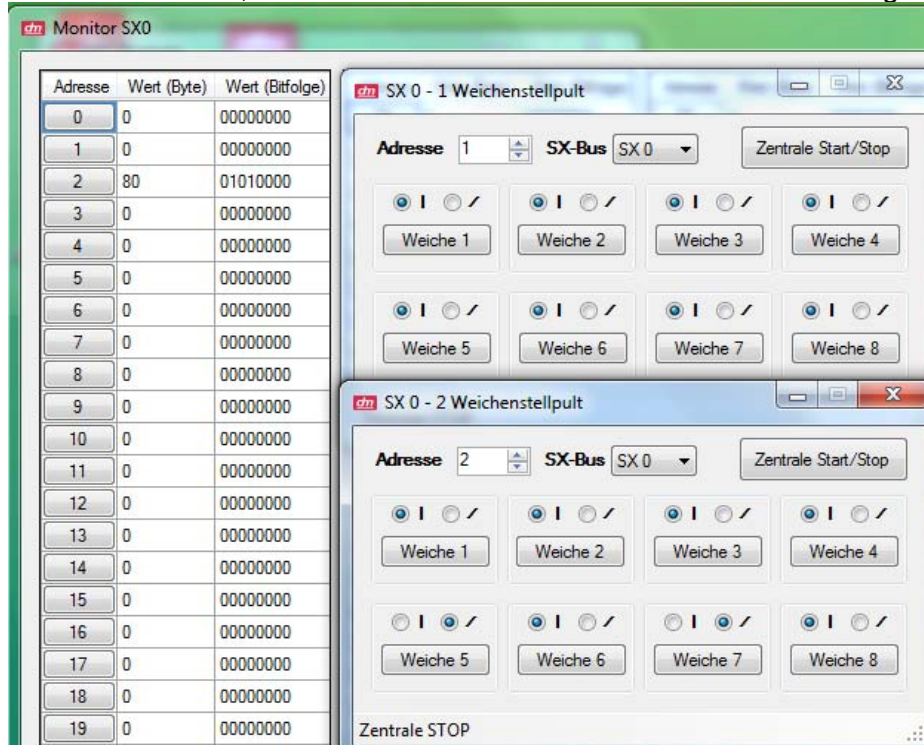 dm Monitor SX0
Adresse Wert (Byte) Wert (Bitfolge)
0 0 00000000
1 0 00000000
2 80 01010000
3 0 00000000
4 0 00000000
5 0 00000000
6 0 00000000
7 0 00000000
8 0 00000000
9 0 00000000
10 0 00000000
11 0 00000000
12 0 00000000
13 0 00000000
14 0 00000000
15 0 00000000
16 0 00000000
17 0 00000000
18 0 00000000
19 0 00000000
dm SX 0 - 1 Weichenstellpult
Adresse 1 SX-Bus SX 0 Zentrale Start/Stop
I / I / I / I /
Weiche 1 Weiche 2 Weiche 3 Weiche 4
I / I / I / I /
Weiche 5 Weiche 6 Weiche 7 Weiche 8
dm SX 0 - 2 Weichenstellpult
Adresse 2 SX-Bus SX 0 Zentrale Start/Stop
I / I / I / I /
Weiche 1 Weiche 2 Weiche 3 Weiche 4
I / I / I / I /
Weiche 5 Weiche 6 Weiche 7 Weiche 8
Zentrale STOP